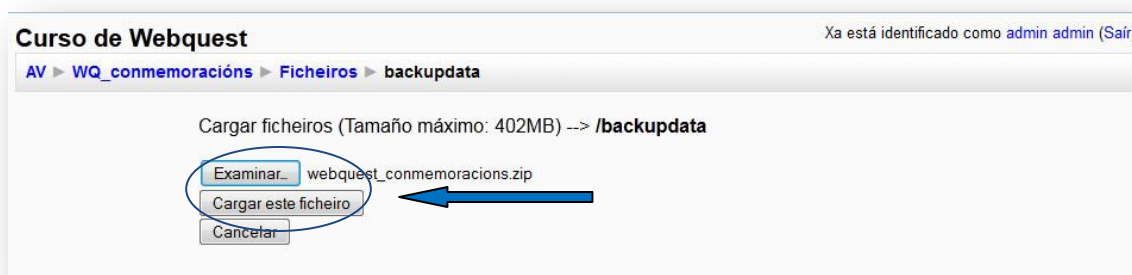 Curso de Webquest
Xa está identificado como admin admin (Saír)
AV ► WQ_conmemoracións ► Ficheiros ► backupdata
Cargar ficheiros (Tamaño máximo: 402MB) --> /backupdata
Examinar_ webquest_conmemoracions.zip
Cargar este ficheiro
Cancelar